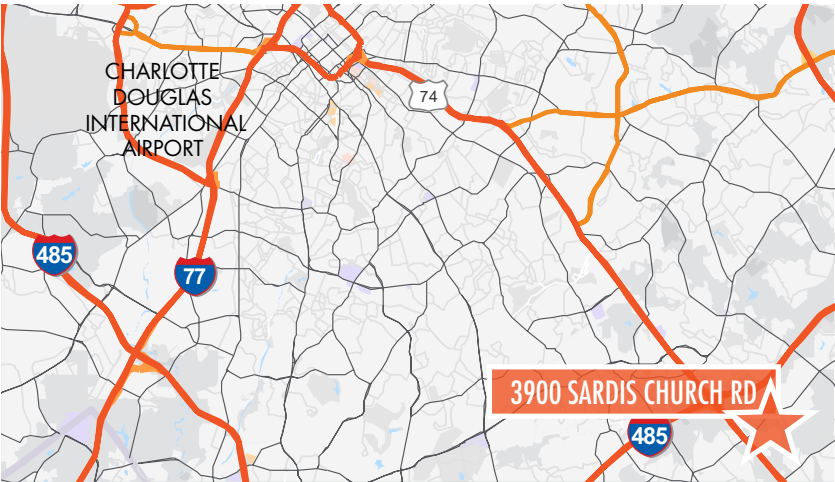 CHARLOTTE
DOUGLAS
INTERNATIONAL
AIRPORT
74
485
77
3900 SARDIS CHURCH RD
485